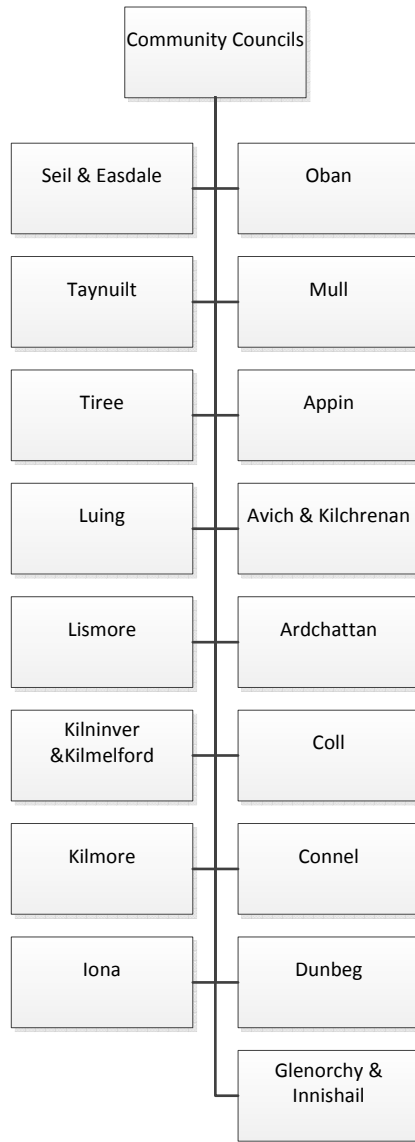 Community Councils
Seil & Easdale
Oban
Taynuilt
Mull
Tiree
Appin
Luing
Avich & Kilchrenan
Lismore
Ardchattan
Kilninver
&Kilmelford
Coll
Kilmore
Connel
Iona
Dunbeg
Glenorchy &
Innishail